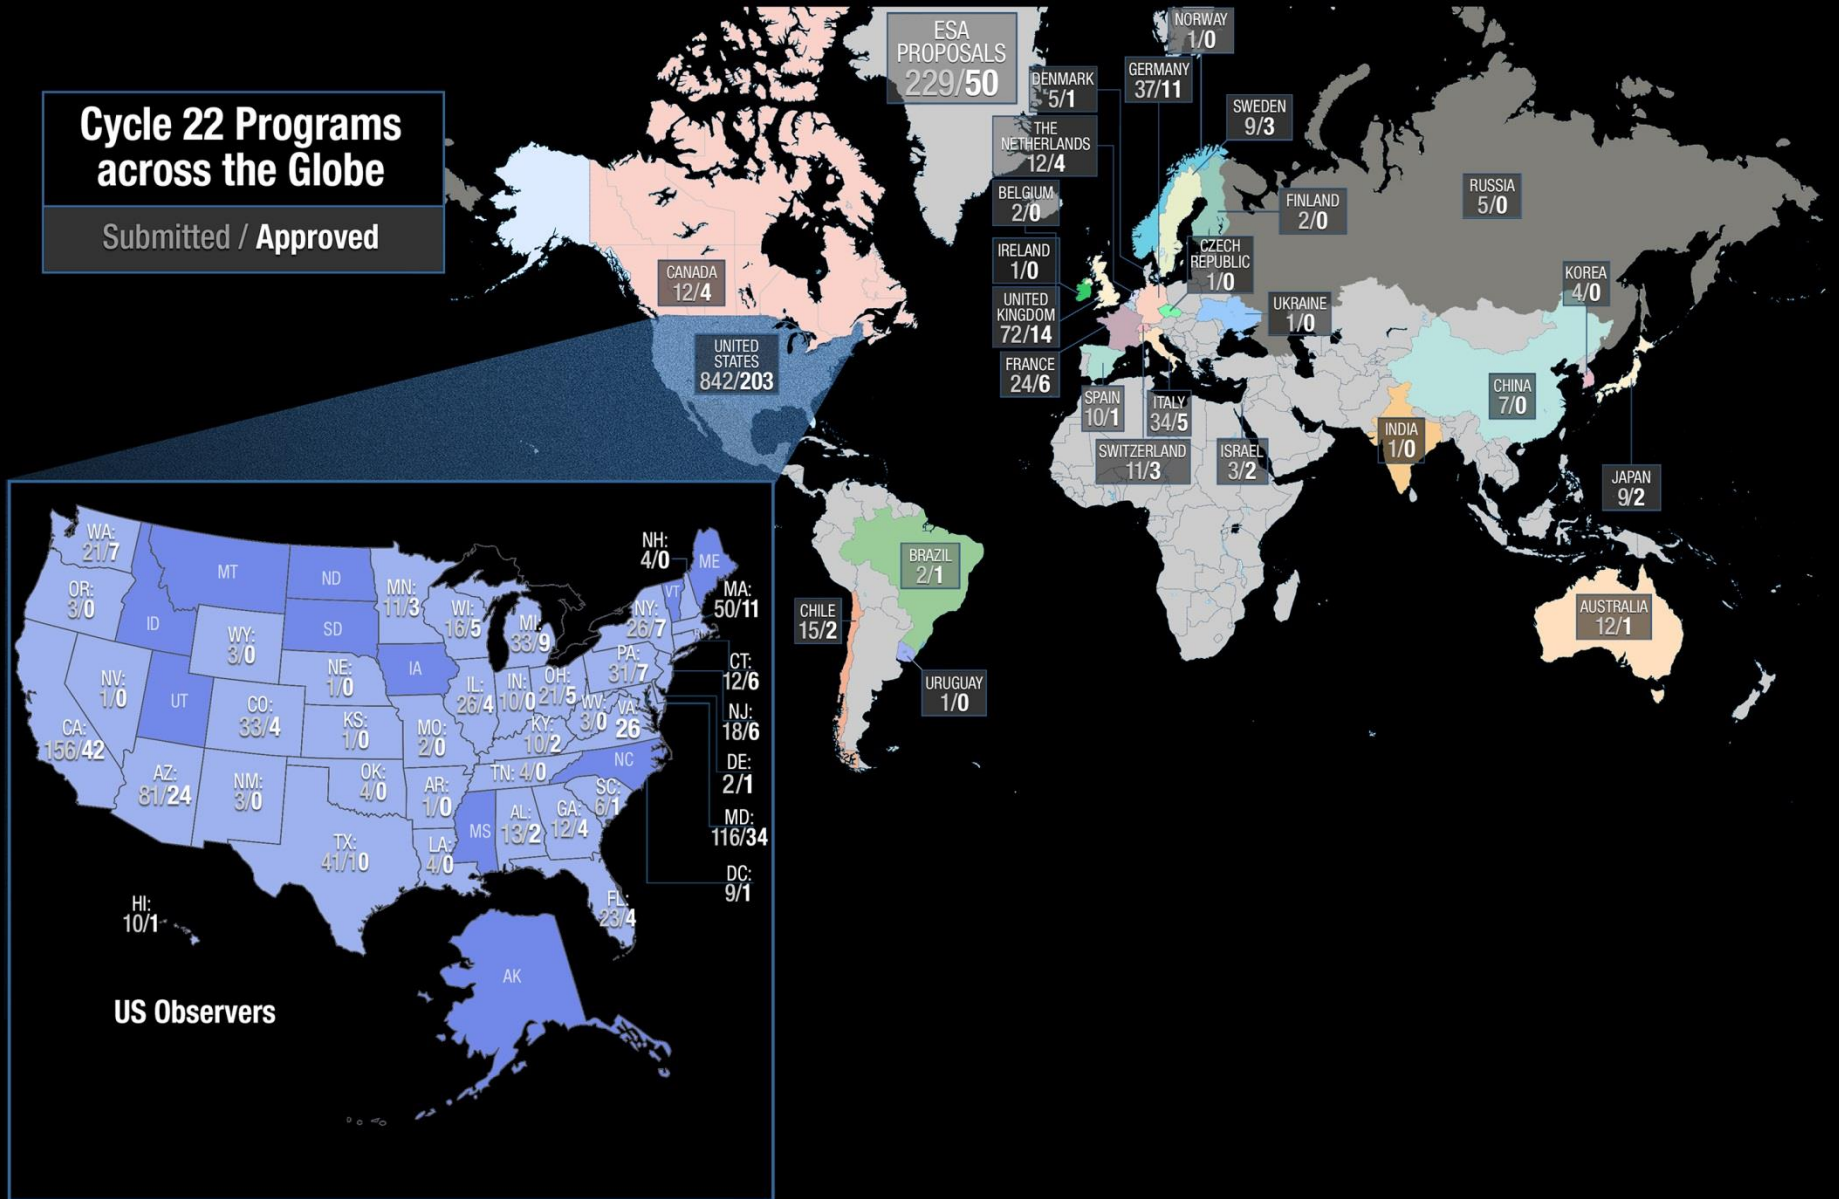 Cycle 22 Programs
across the Globe
Submitted / Approved
ESA
PROPOSALS
229/50
NORWAY
1/0
DENMARK
5/1
GERMANY
37/11
SWEDEN
9/3
THE
NETHERLANDS
12/4
BELGIUM
2/0
FINLAND
2/0
RUSSIA
5/0
IRELAND
1/0
CZECH
REPUBLIC
1/0
CANADA
12/4
KOREA
4/0
UNITED
KINGDOM
72/14
UKRAINE
1/0
UNITED
STATES
842/203
FRANCE
24/6
SPAIN
10/1
ITALY
34/5
CHINA
7/0
INDIA
1/0
SWITZERLAND
11/3
ISRAEL
3/2
JAPAN
9/2
BRAZIL
2/1
CHILE
15/2
AUSTRALIA
12/1
URUGUAY
1/0
WA:
21/7
MT
ND
MN:
11/3
NH:
4/0
ME
VT
OR:
3/0
ID
WY:
3/0
SD
WI:
16/5
MI:
33/9
NY:
26/7
MA:
50/11
NV:
1/0
UT
NE:
1/0
IA
IL:
26/4
IN:
10/0
OH:
21/5
PA:
31/7
CT:
12/6
CA:
156/42
CO:
33/4
KS:
1/0
MO:
2/0
KY:
10/2
WV:
3/0
VA:
26
NJ:
18/6
AZ:
81/24
NM:
3/0
OK:
4/0
AR:
1/0
TN: 4/0
NC
DE:
2/1
TX:
41/10
LA:
4/0
MS
AL:
13/2
GA:
12/4
SC:
6/1
MD:
116/34
DC:
9/1
FL:
23/4
HI:
10/1
AK
US Observers